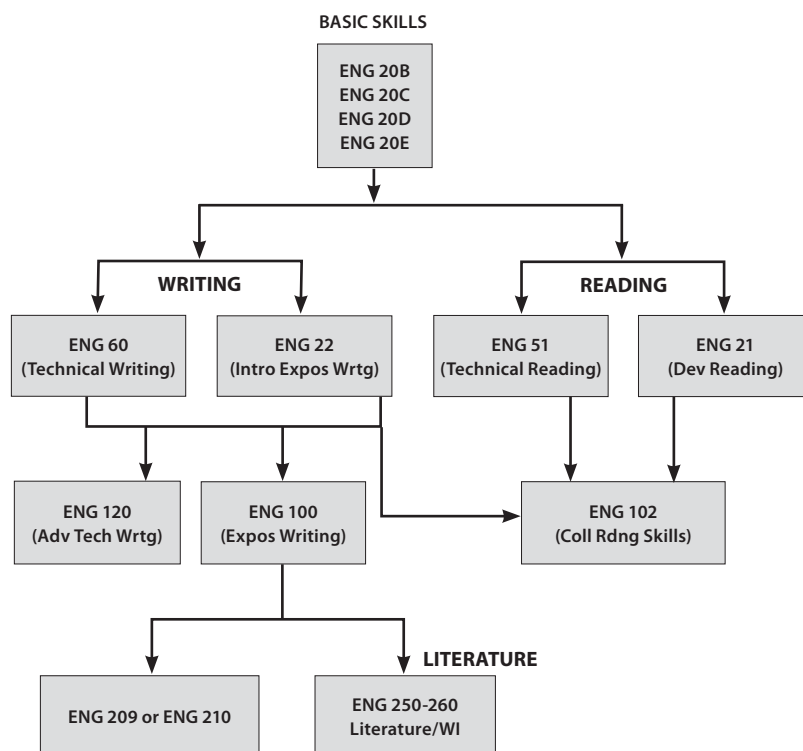 BASIC SKILLS
ENG 20B
ENG 20C
ENG 20D
ENG 20E
WRITING
READING
ENG 60
(Technical Writing)
ENG 22
(Intro Expos Wrtg)
ENG 51
(Technical Reading)
ENG 21
(Dev Reading)
ENG 120
(Adv Tech Wrtg)
ENG 100
(Expos Writing)
ENG 102
(Coll Rdng Skills)
LITERATURE
ENG 209 or ENG 210
ENG 250-260
Literature/WI